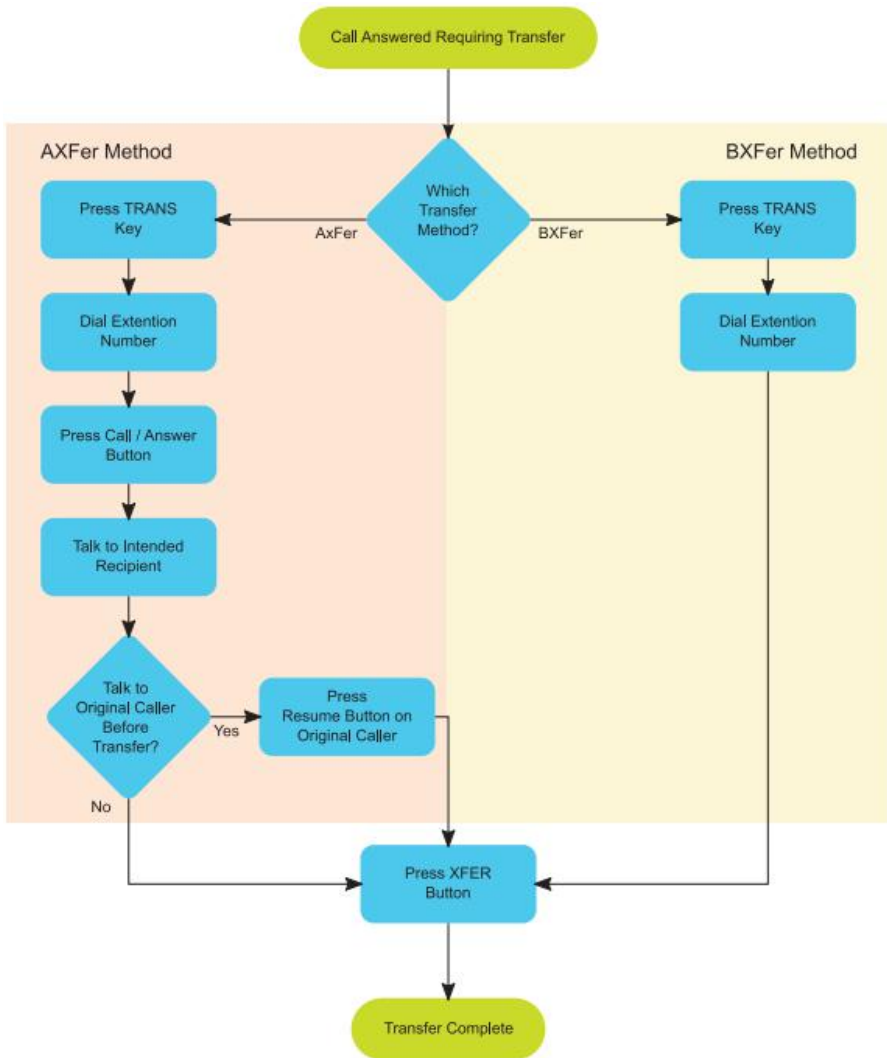 Call Answered Requiring Transfer
AXFer Method
BXFer Method
Which
Transfer
Method?
AxFer
BXFer
Press TRANS
Key
Press TRANS
Key
Dial Extention
Number
Dial Extention
Number
Press Call / Answer
Button
Talk to Intended
Recipient
Talk to
Original Caller
Before
Transfer?
Yes
No
Press
Resume Button on
Original Caller
Press XFER
Button
Transfer Complete